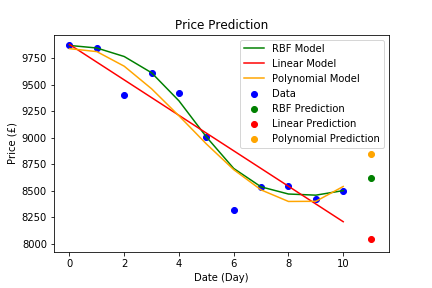 Price Prediction
RBF Model
Linear Model
Polynomial Model
Data
RBF Prediction
Linear Prediction
Polynomial Prediction
Price (£)
9750
9500
9250
9000
8750
8500
8250
8000
0 2 4 6 8 10
Date (Day)